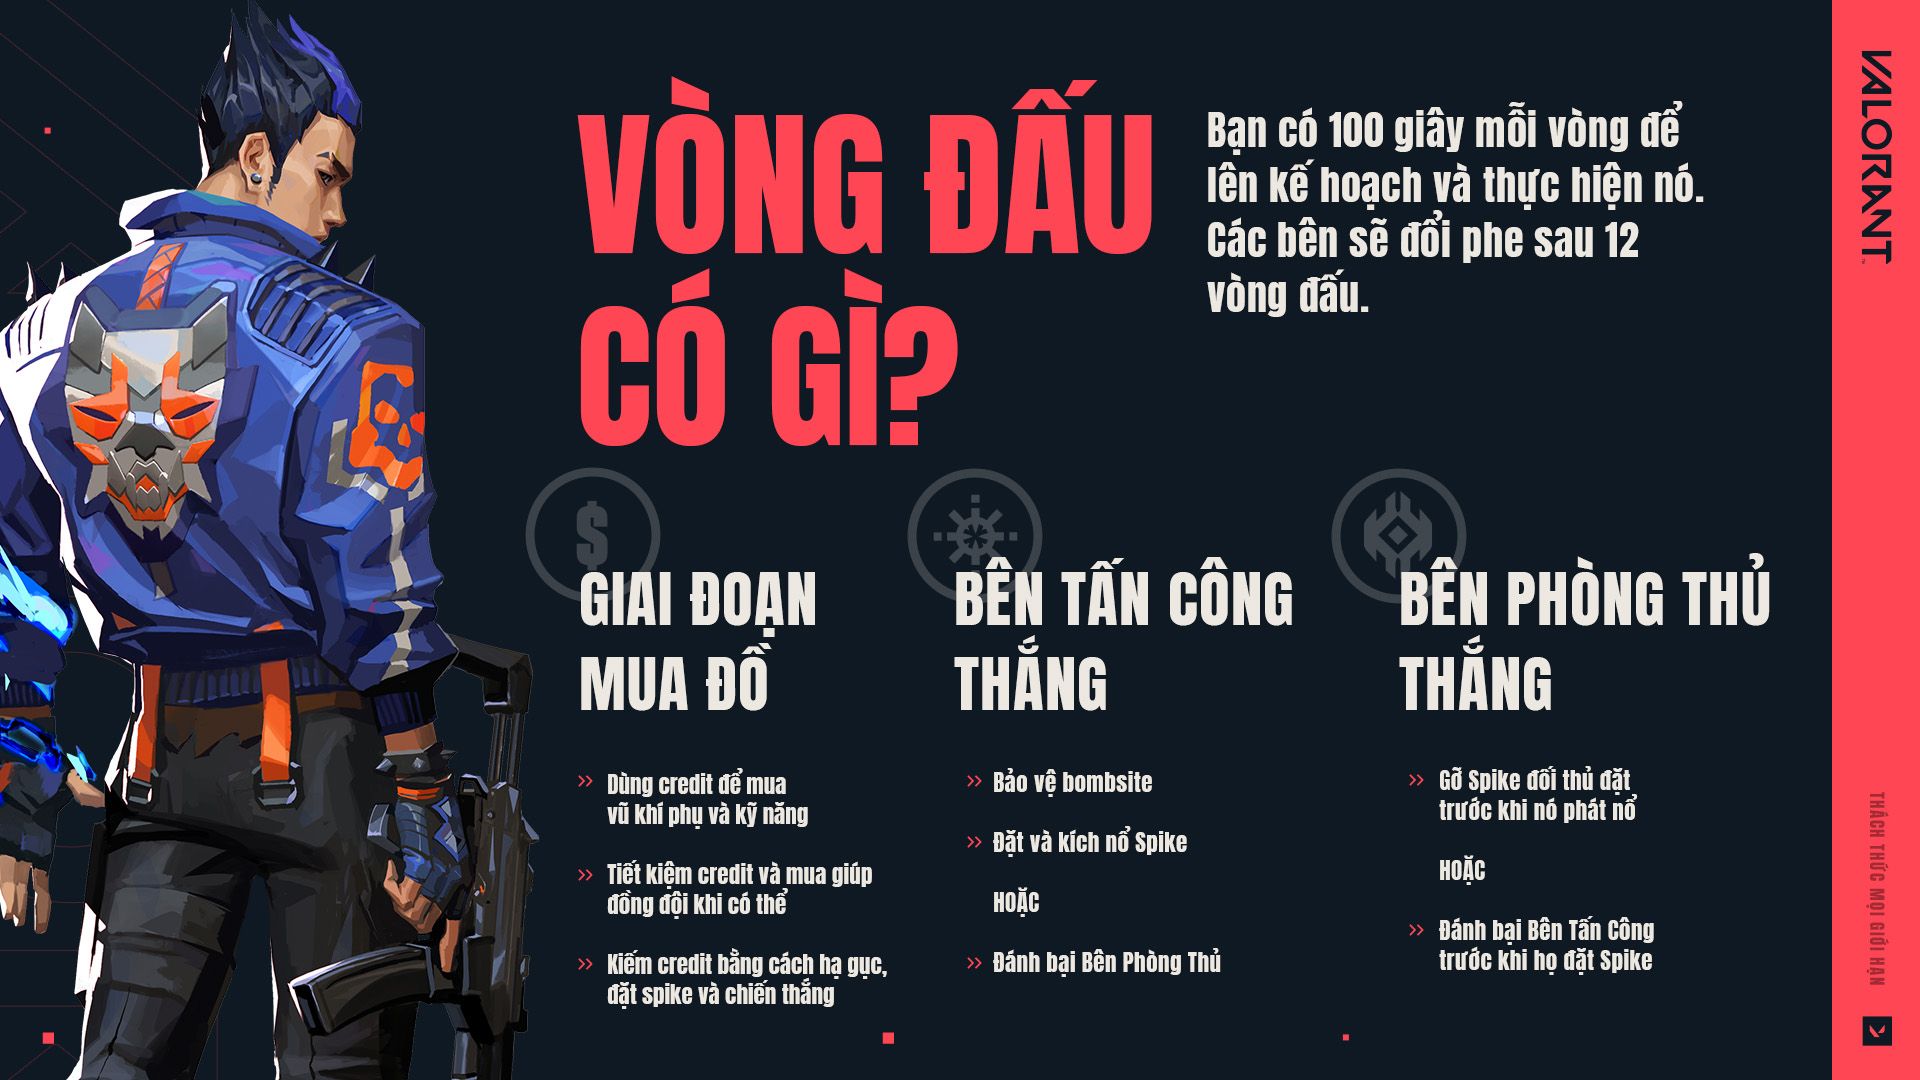 VÒNG ĐẤU
CÓ GÌ?
Bạn có 100 giây mỗi vòng để
lên kế hoạch và thực hiện nó.
Các bên sẽ đổi phe sau 12
vòng đấu.
GIAI ĐOẠN
MUA ĐỒ
Dùng credit để mua
vũ khí phụ và kỹ năng
Tiết kiệm credit và mua giúp
đồng đội khi có thể
Kiếm credit bằng cách hạ gục,
đặt spike và chiến thắng
BÊN TẤN CÔNG
THẮNG
Bảo vệ bombsite
Đặt và kích nổ Spike
HOẶC
Đánh bại Bên Phòng Thủ
BÊN PHÒNG THỦ
THẮNG
Gỡ Spike đối thủ đặt
trước khi nó phát nổ
HOẶC
Đánh bại Bên Tấn Công
trước khi họ đặt Spike
VALORANT
THÁCH THỨC MỌI GIỚI HẠN